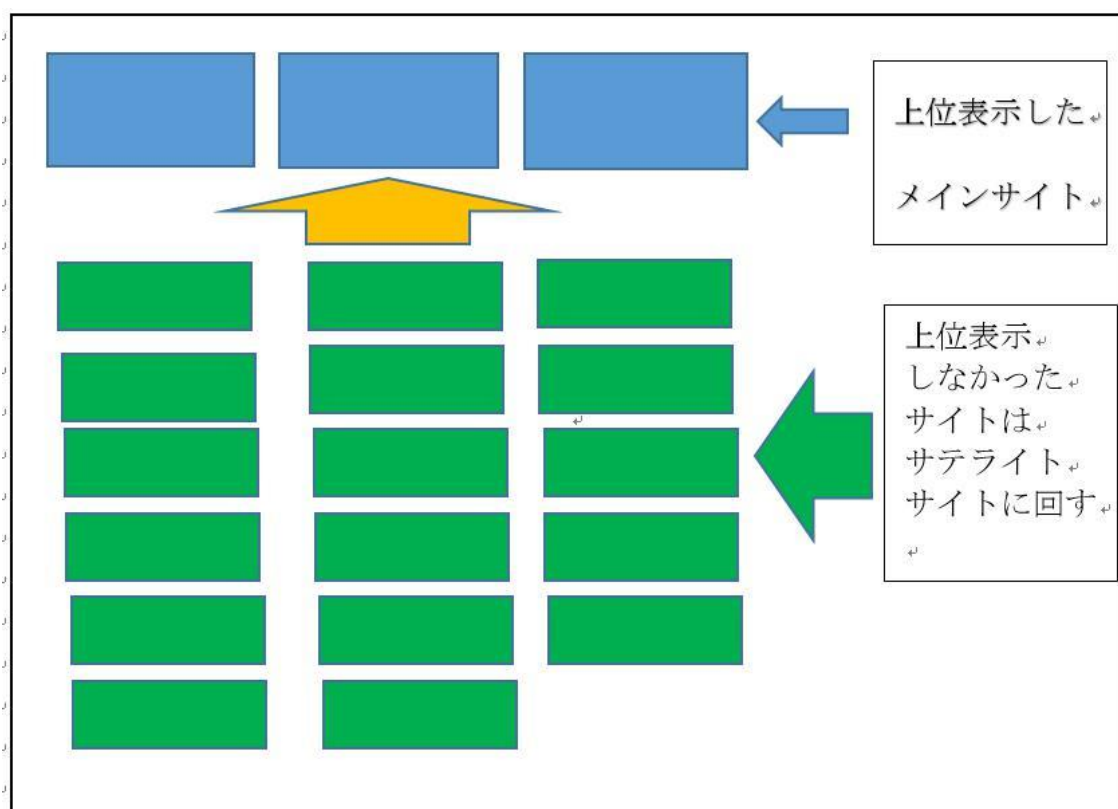 上位表示した
メインサイト
上位表示
しなかった
サイトは
サテライト
サイトに回す